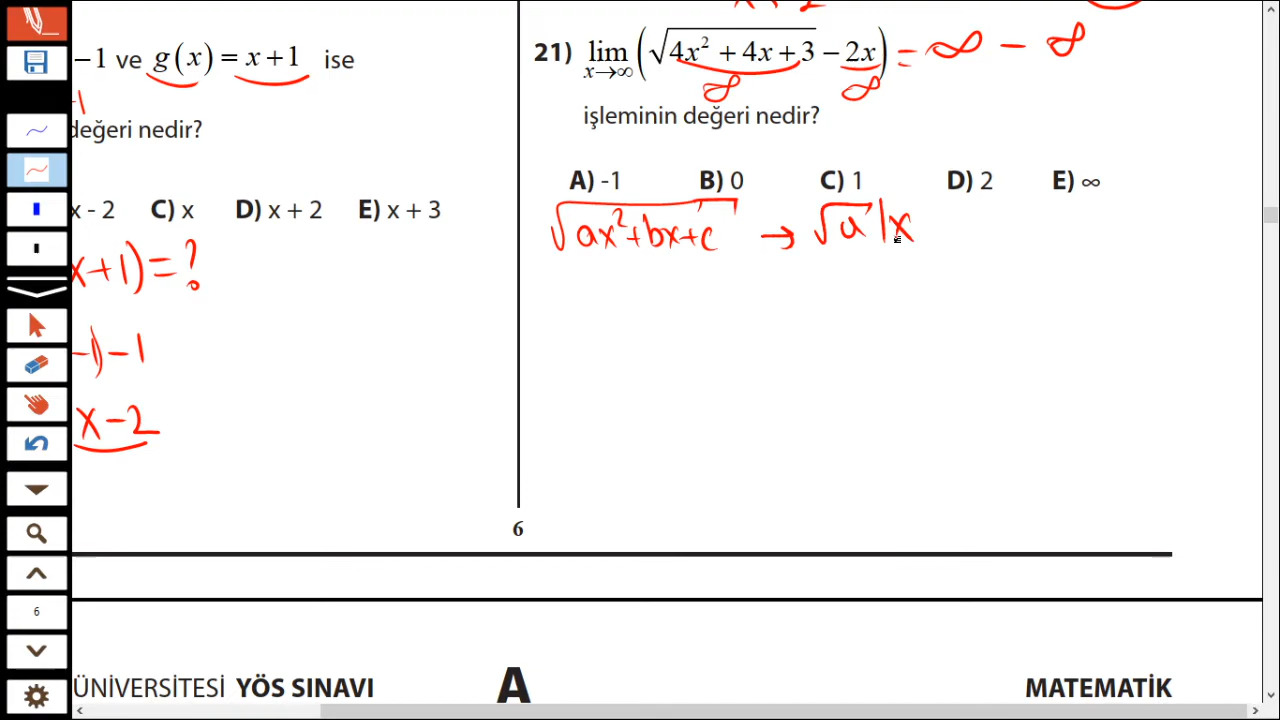 −1 ve g(x) = x + 1 ise
değeri nedir?
x - 2 C) x D) x + 2 E) x + 3
x+1) = ?
−1) − 1
x − 2
21) lim x→∞ (√4x² + 4x + 3 − 2x) = ∞ − ∞
∞ ∞
işleminin değeri nedir?
A) -1 B) 0 C) 1 D) 2 E) ∞
√ax²+bx+c → √a |x
6
6
ÜNİVERSİTESİ YÖS SINAVI A MATEMATİK